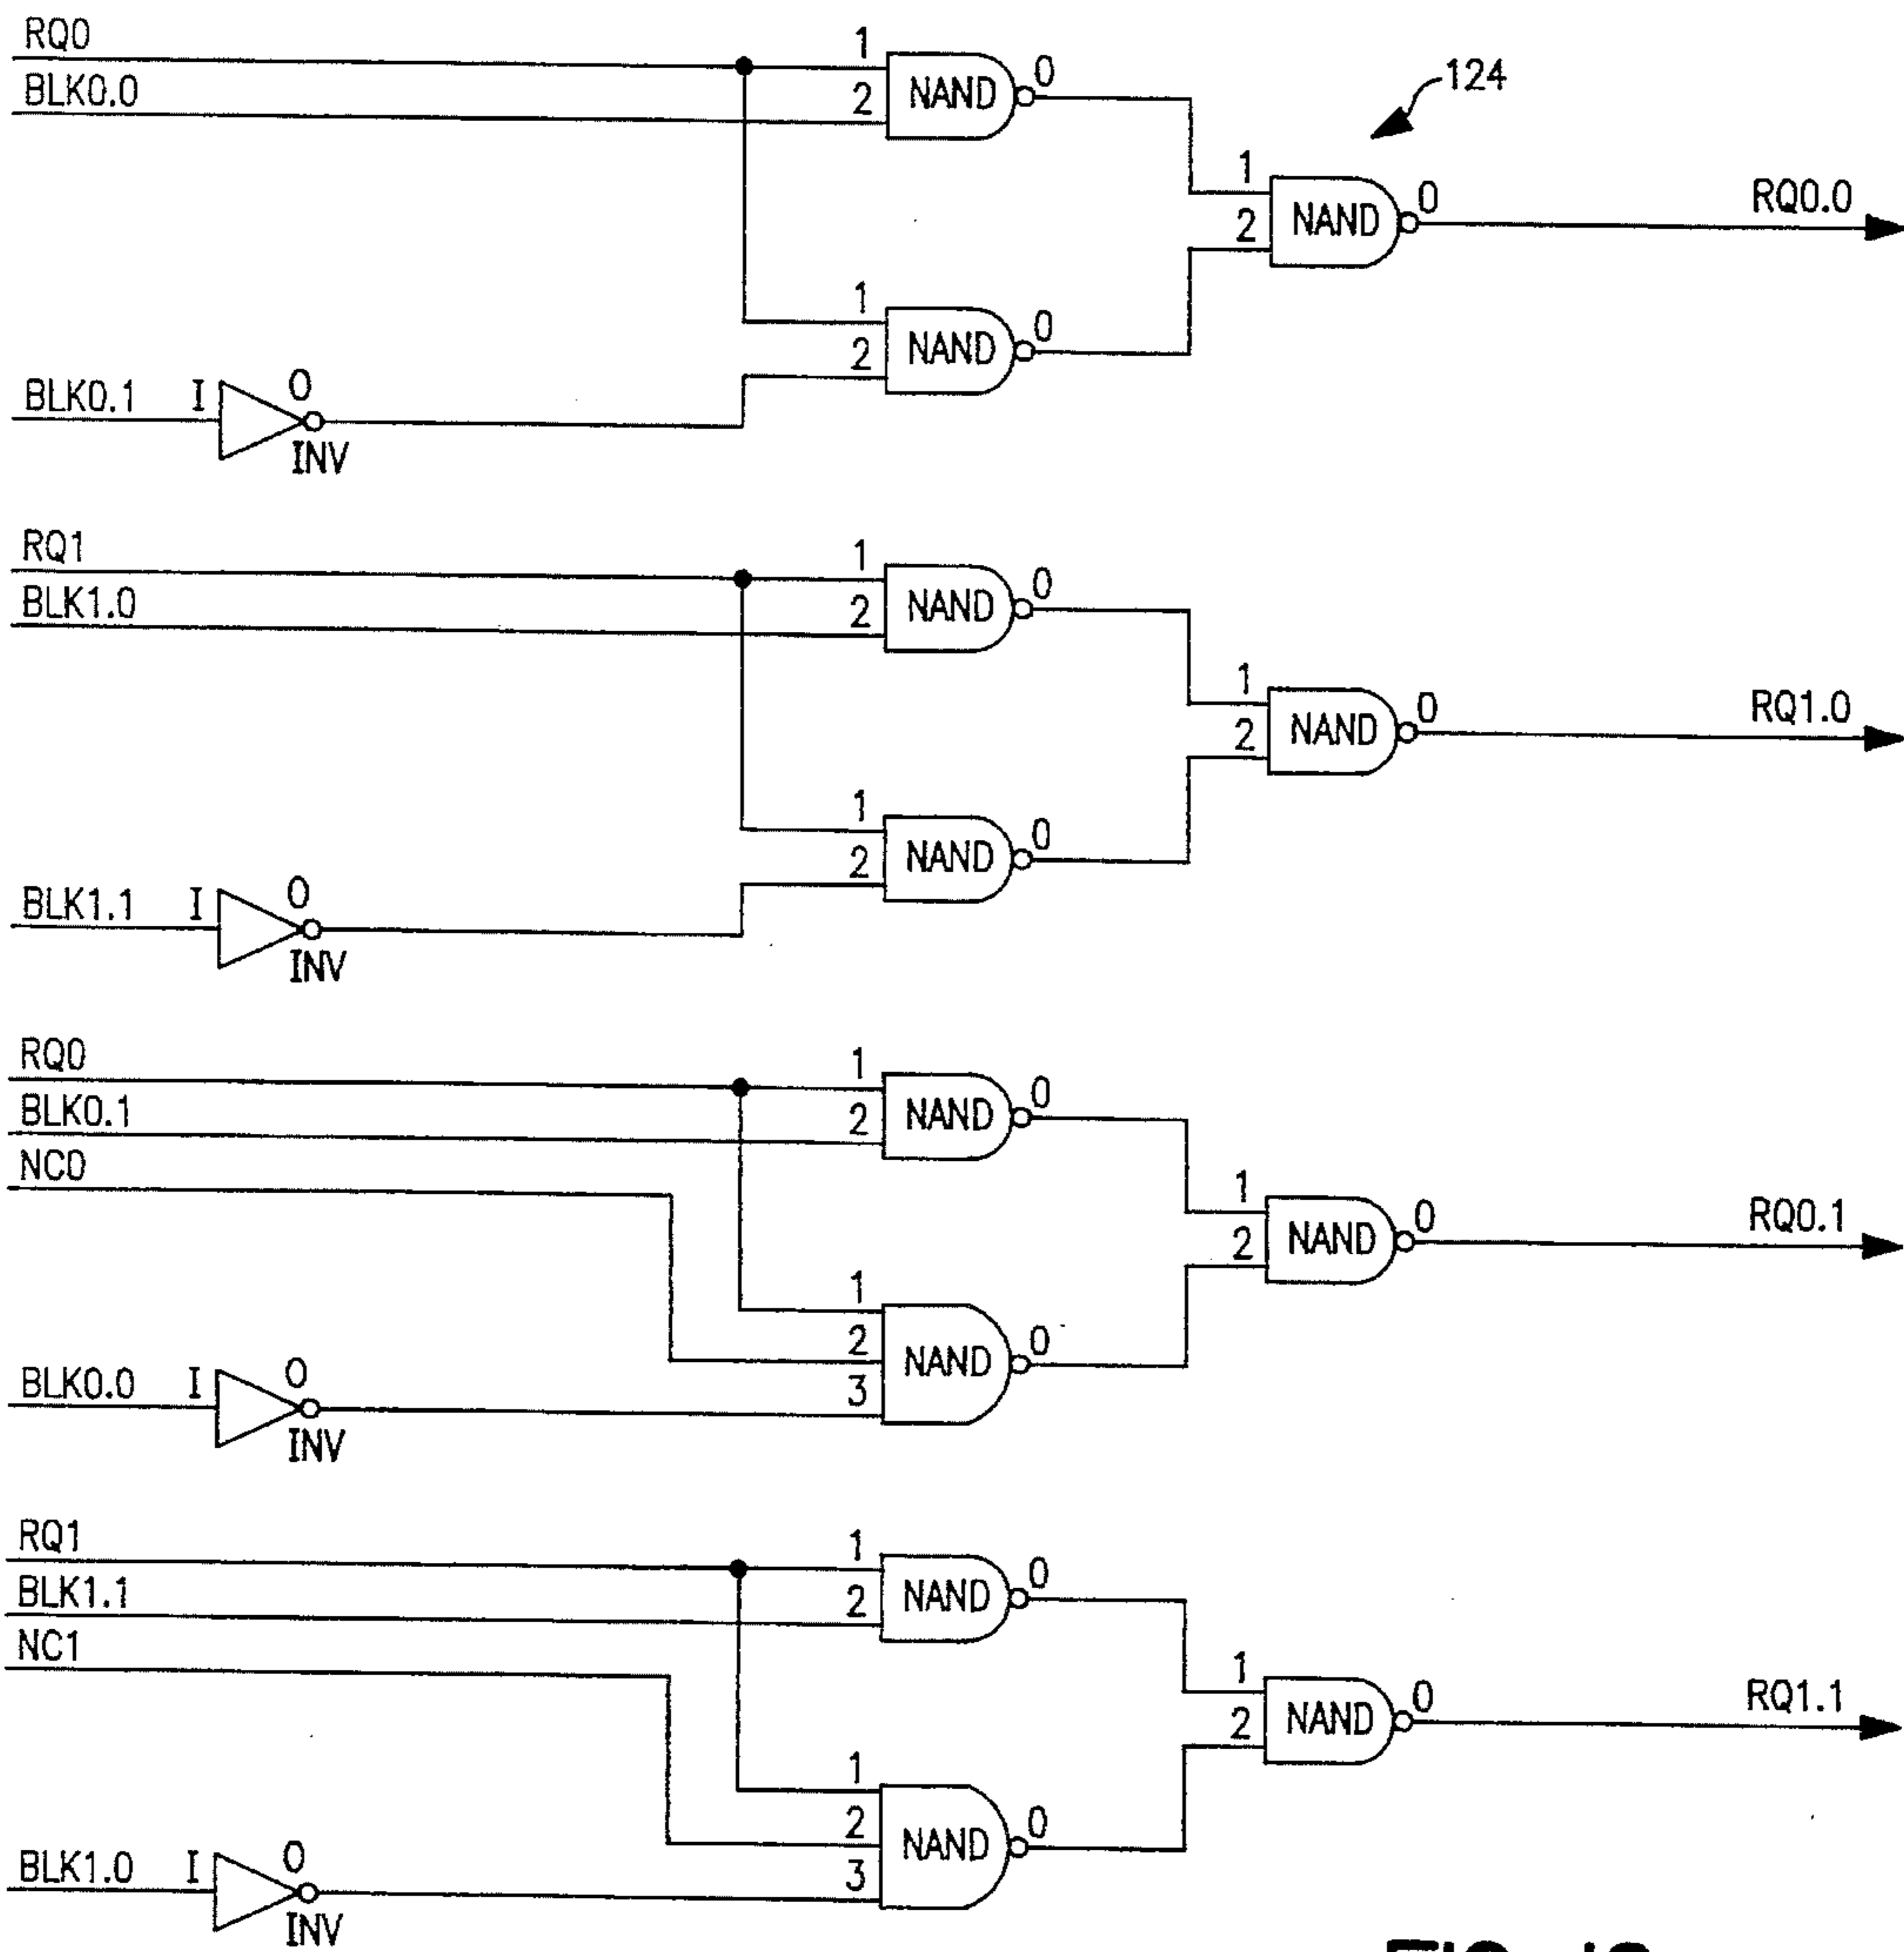 RQ0
BLK0.0
1
2
NAND
0
124
1
2
NAND
0
RQ0.0
1
2
NAND
0
BLK0.1
I
0
INV
RQ1
BLK1.0
1
2
NAND
0
1
2
NAND
0
RQ1.0
1
2
NAND
0
BLK1.1
I
0
INV
RQ0
BLK0.1
NC0
1
2
NAND
0
1
2
NAND
0
RQ0.1
1
2
3
NAND
0
BLK0.0
I
0
INV
RQ1
BLK1.1
NC1
1
2
NAND
0
1
2
NAND
0
RQ1.1
1
2
3
NAND
0
BLK1.0
I
0
INV